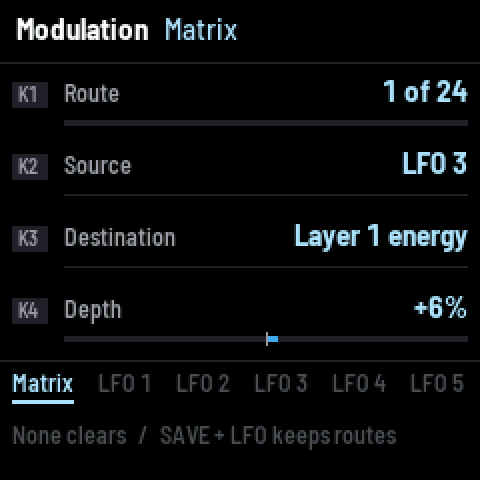 Modulation Matrix
K1 Route 1 of 24
K2 Source LFO 3
K3 Destination Layer 1 energy
K4 Depth +6%
Matrix LFO 1 LFO 2 LFO 3 LFO 4 LFO 5
None clears / SAVE + LFO keeps routes